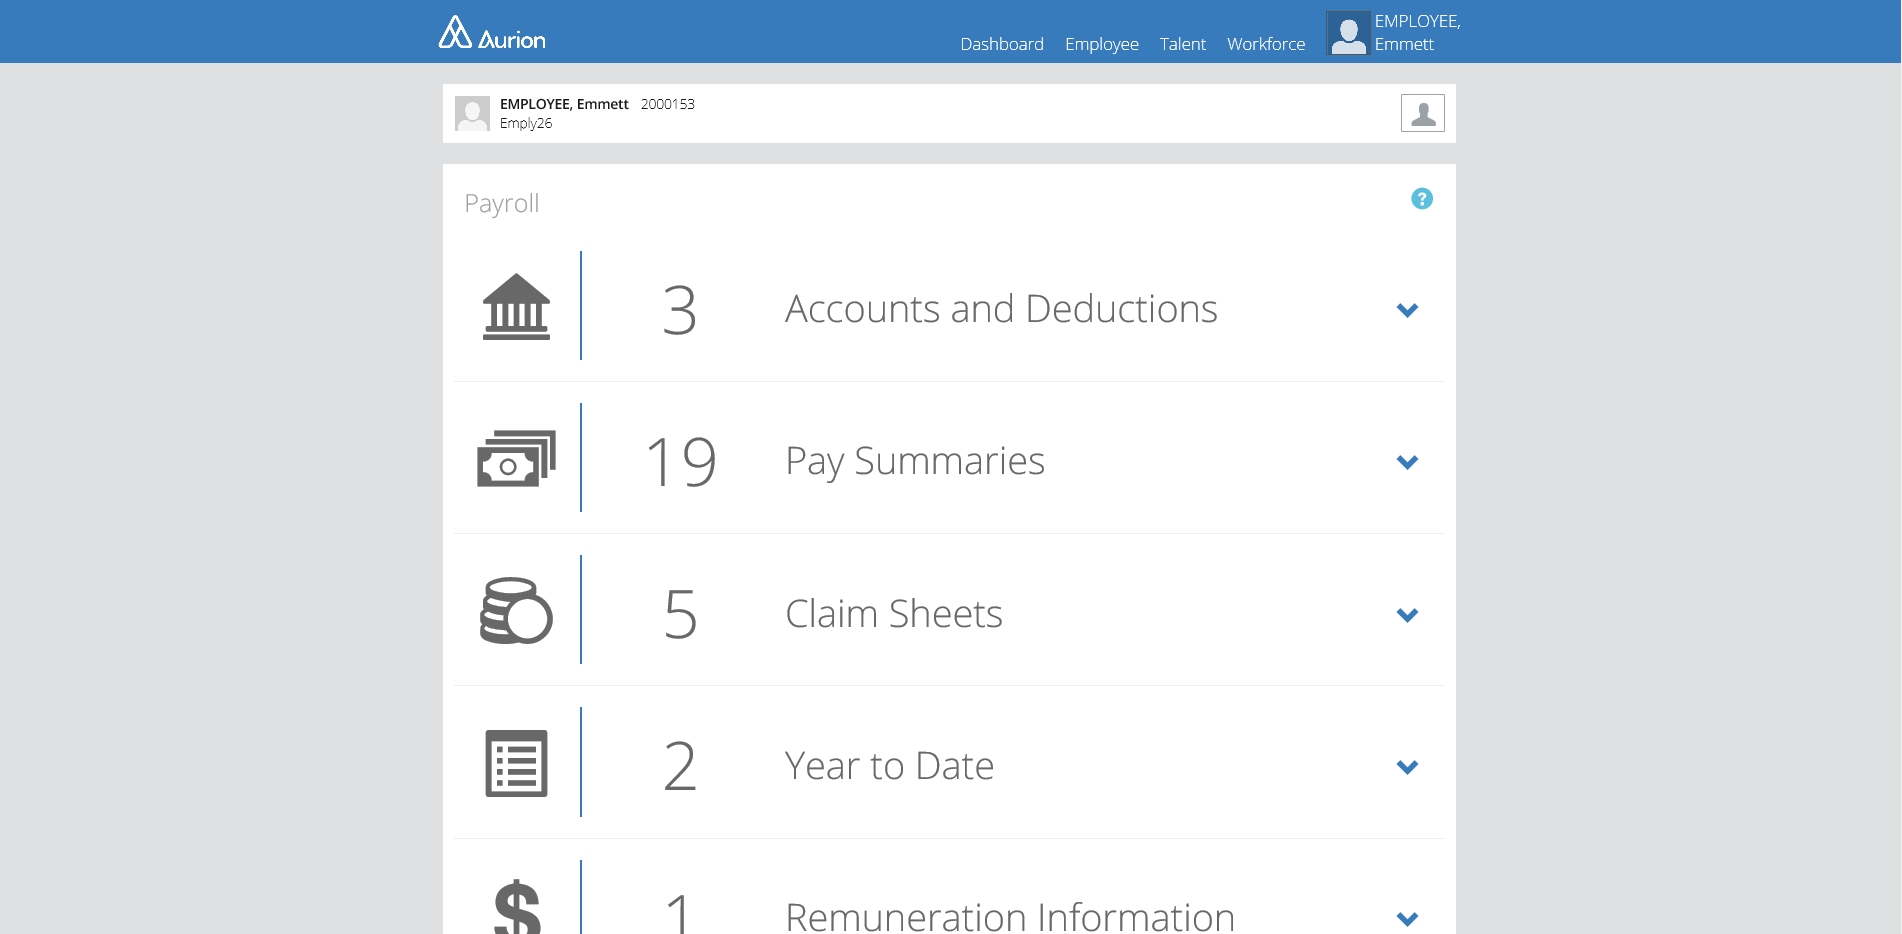 Aurion
Dashboard Employee Talent Workforce
EMPLOYEE,
Emmett
EMPLOYEE, Emmett 2000153
Emply26
Payroll
?
3 Accounts and Deductions
19 Pay Summaries
5 Claim Sheets
2 Year to Date
$ 1 Remuneration Information